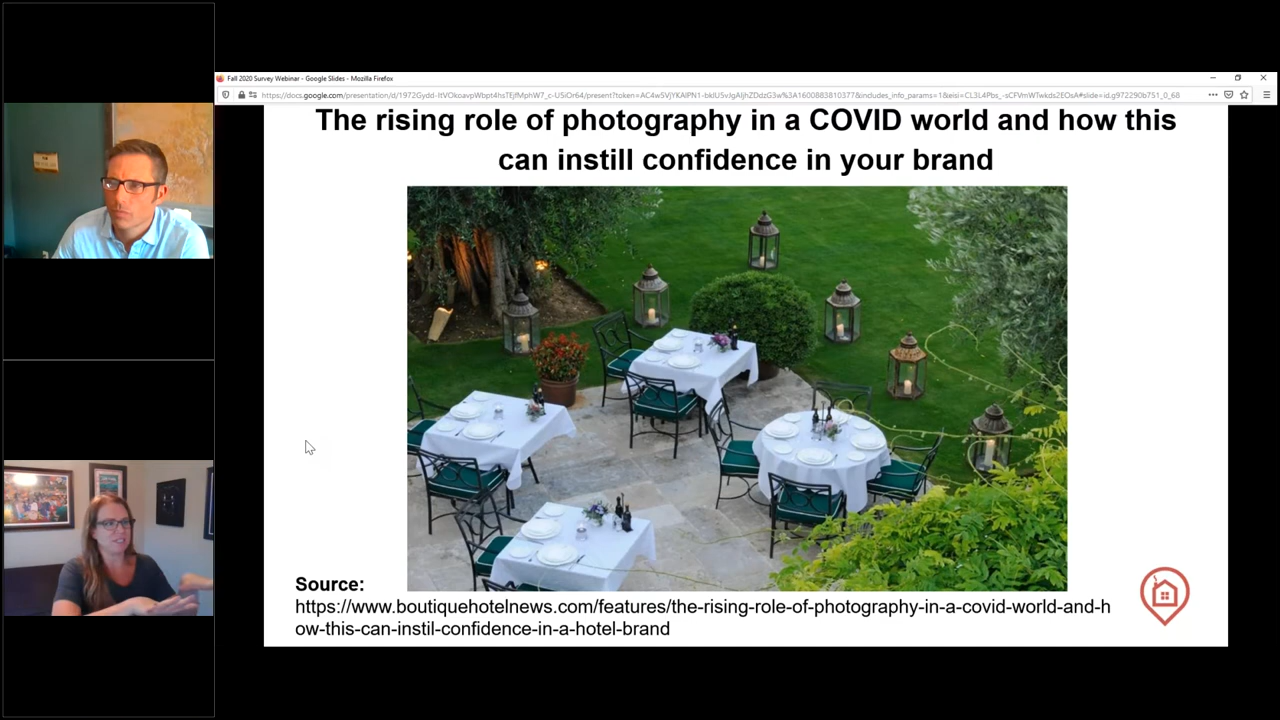 Fall 2020 Survey Webinar - Google Slides - Mozilla Firefox
The rising role of photography in a COVID world and how this
can instill confidence in your brand
Source:
https://www.boutiquehotelnews.com/features/the-rising-role-of-photography-in-a-covid-world-and-h
ow-this-can-instil-confidence-in-a-hotel-brand